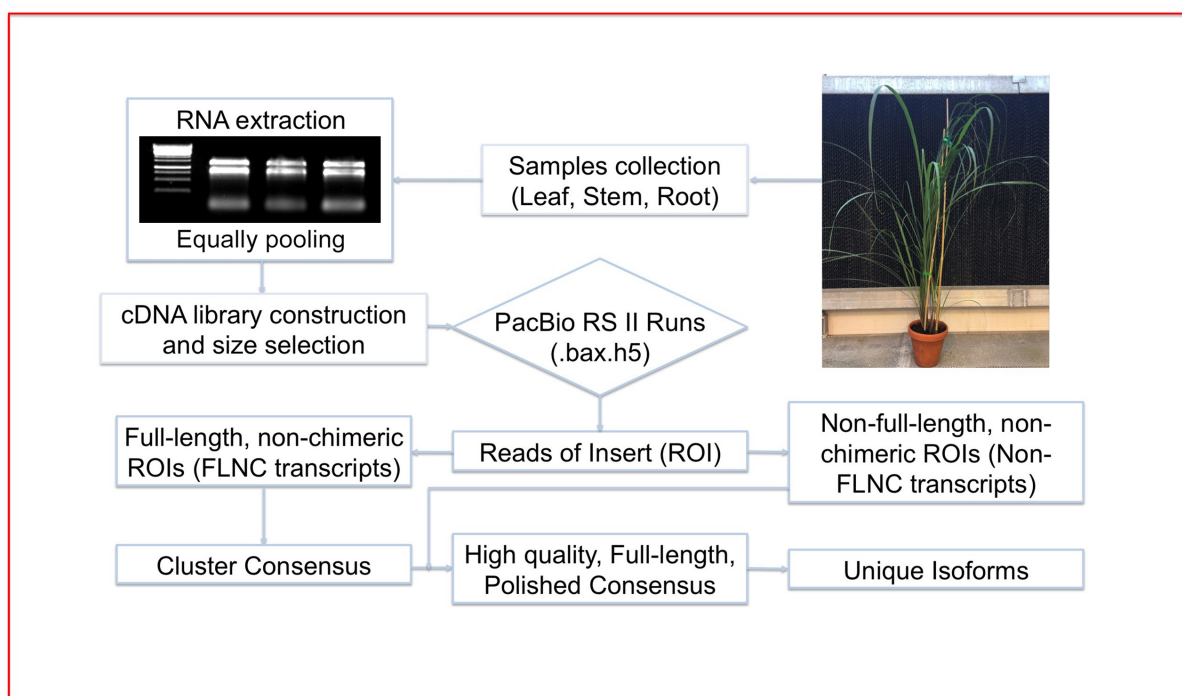 RNA extraction
Equally pooling
Samples collection
(Leaf, Stem, Root)
cDNA library construction
and size selection
PacBio RS II Runs
(.bax.h5)
Full-length, non-chimeric
ROIs (FLNC transcripts)
Reads of Insert (ROI)
Non-full-length, non-
chimeric ROIs (Non-
FLNC transcripts)
Cluster Consensus
High quality, Full-length,
Polished Consensus
Unique Isoforms